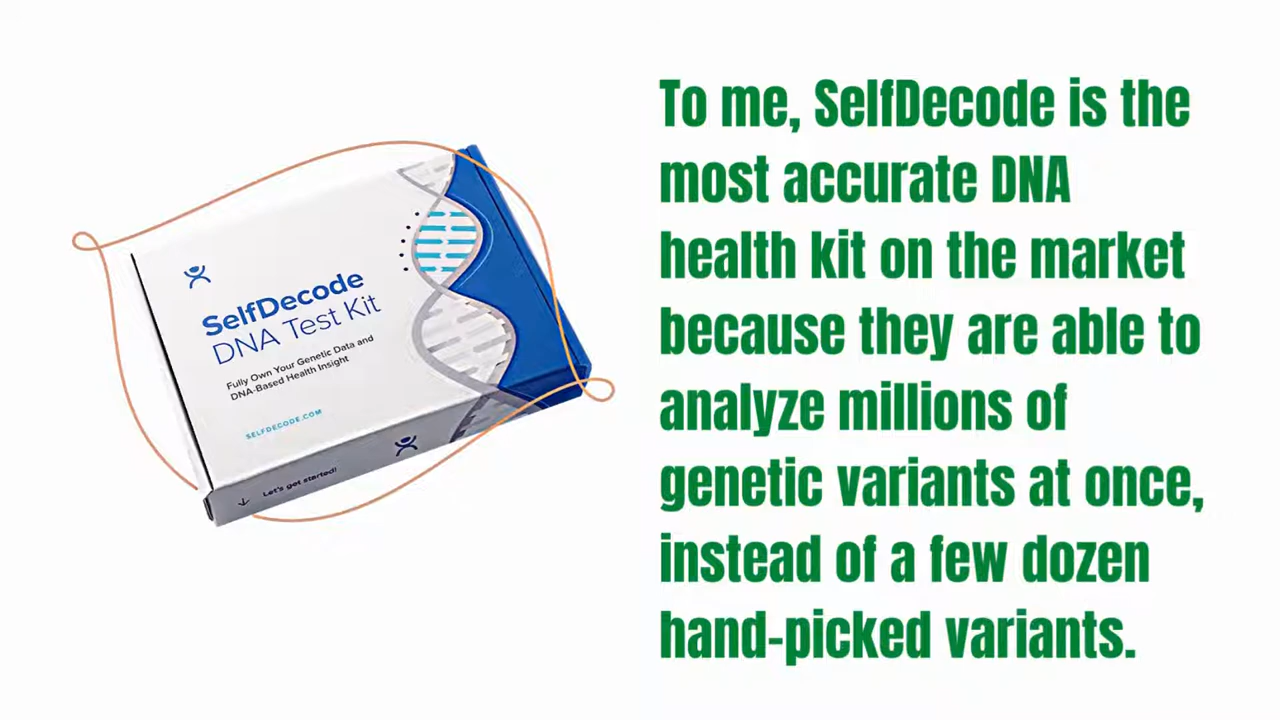 To me, SelfDecode is the
most accurate DNA
health kit on the market
because they are able to
analyze millions of
genetic variants at once,
instead of a few dozen
hand-picked variants.
SelfDecode
DNA Test Kit
Fully Own Your Genetic Data and
DNA-Based Health Insight
SELFDECODE.COM
Let's get started!